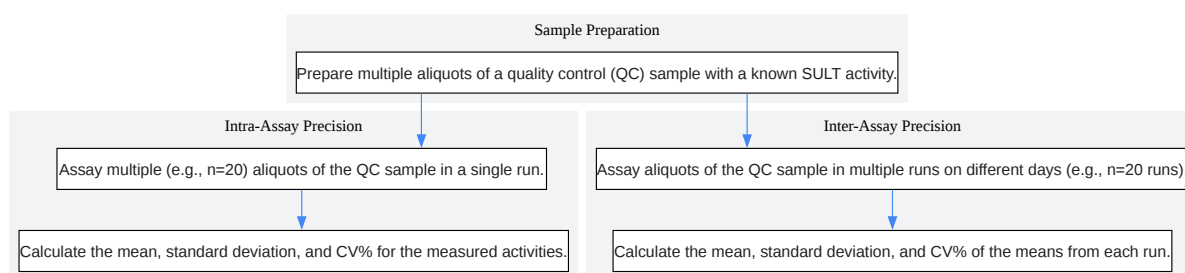 Sample Preparation
Prepare multiple aliquots of a quality control (QC) sample with a known SULT activity.
Intra-Assay Precision
Assay multiple (e.g., n=20) aliquots of the QC sample in a single run.
Calculate the mean, standard deviation, and CV% for the measured activities.
Inter-Assay Precision
Assay aliquots of the QC sample in multiple runs on different days (e.g., n=20 runs).
Calculate the mean, standard deviation, and CV% of the means from each run.